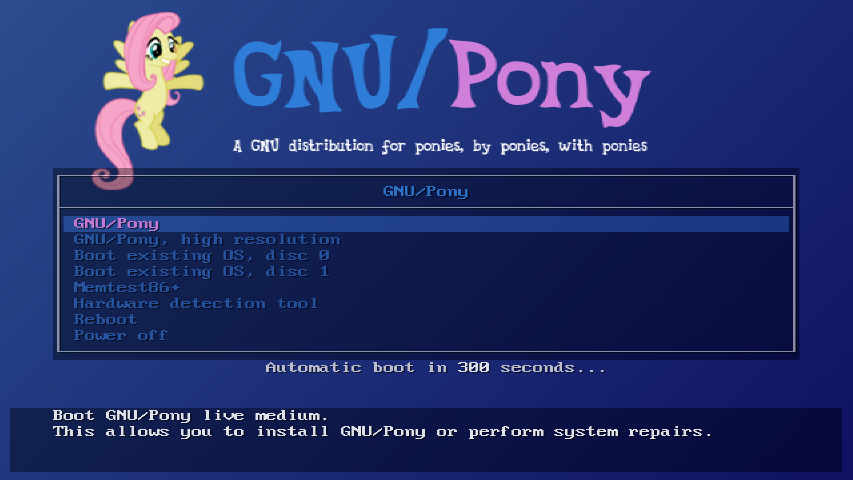 GNU/Pony
A GNU distribution for ponies, by ponies, with ponies
GNU/Pony
GNU/Pony
GNU/Pony, high resolution
Boot existing OS, disc 0
Boot existing OS, disc 1
Memtest86+
Hardware detection tool
Reboot
Power off
Automatic boot in 300 seconds...
Boot GNU/Pony live medium.
This allows you to install GNU/Pony or perform system repairs.